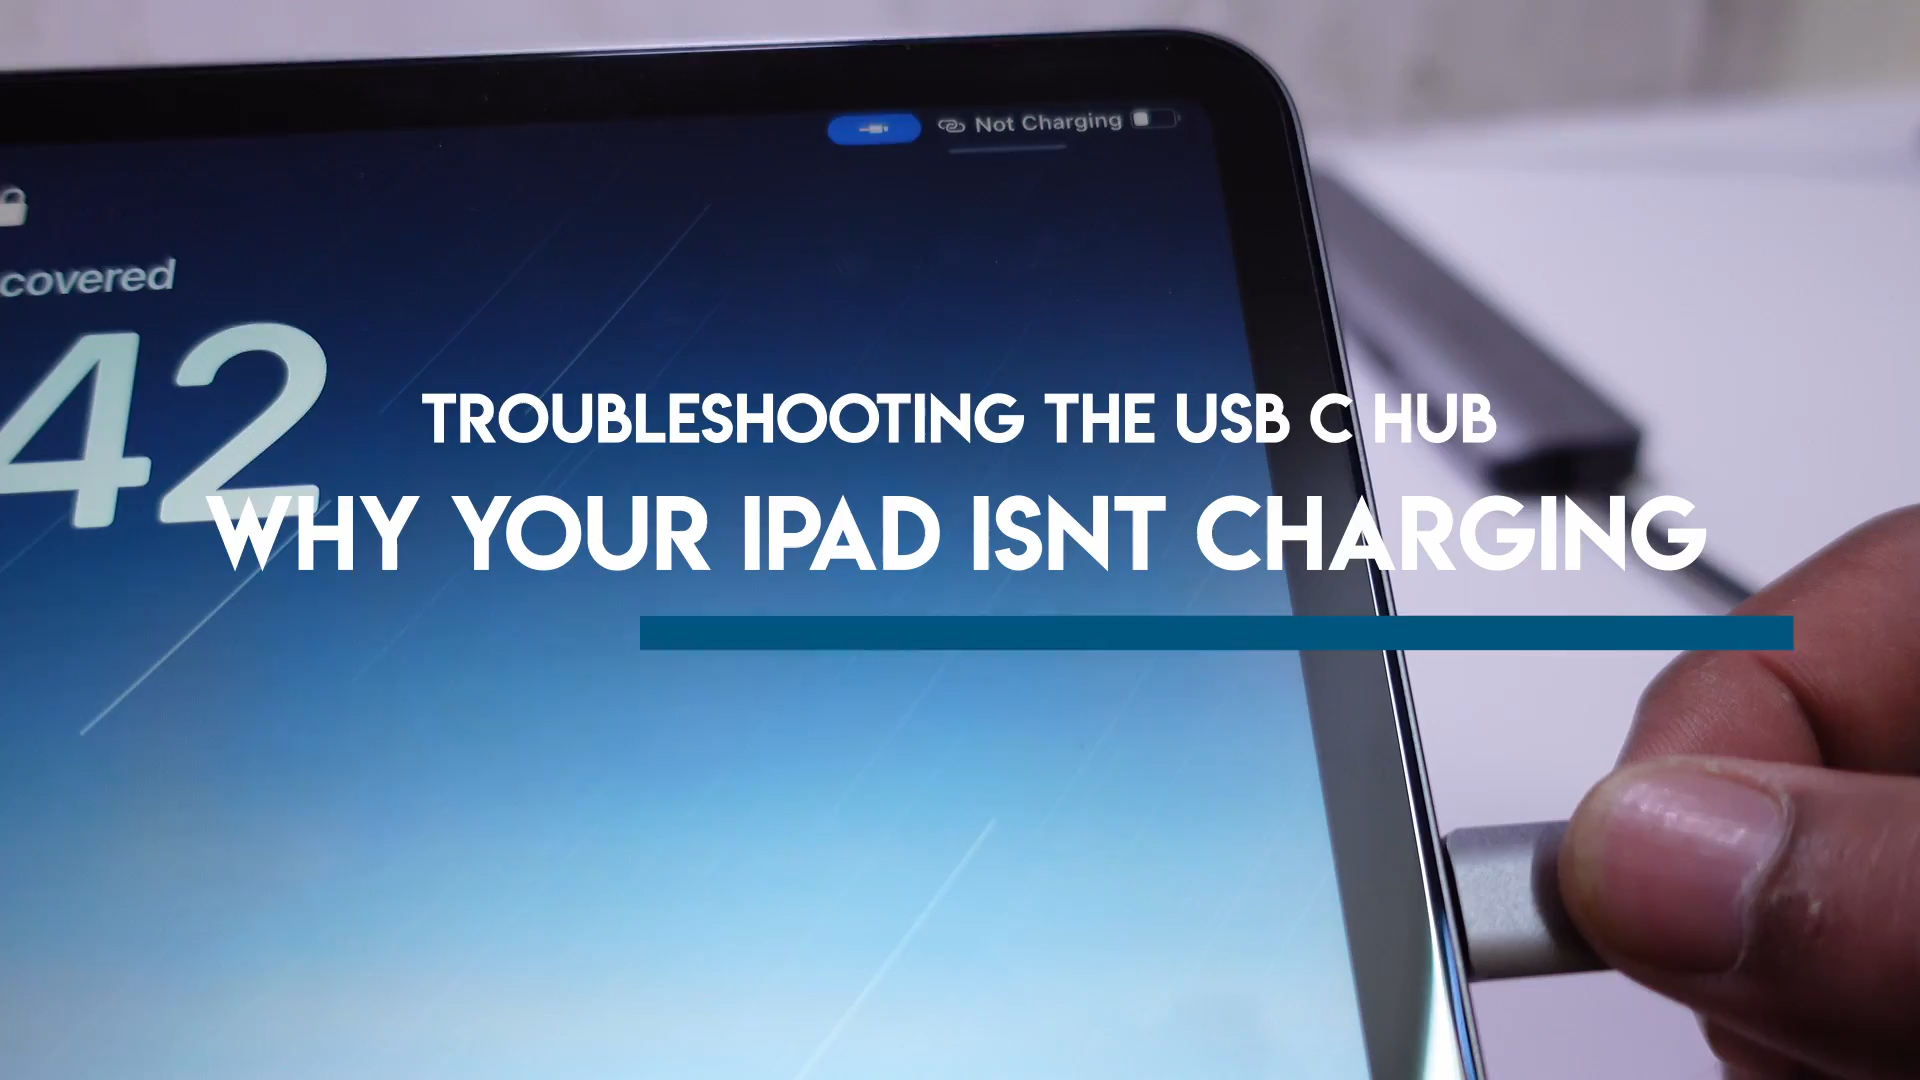 Not Charging
covered
42
TROUBLESHOOTING THE USB C HUB
WHY YOUR IPAD ISNT CHARGING